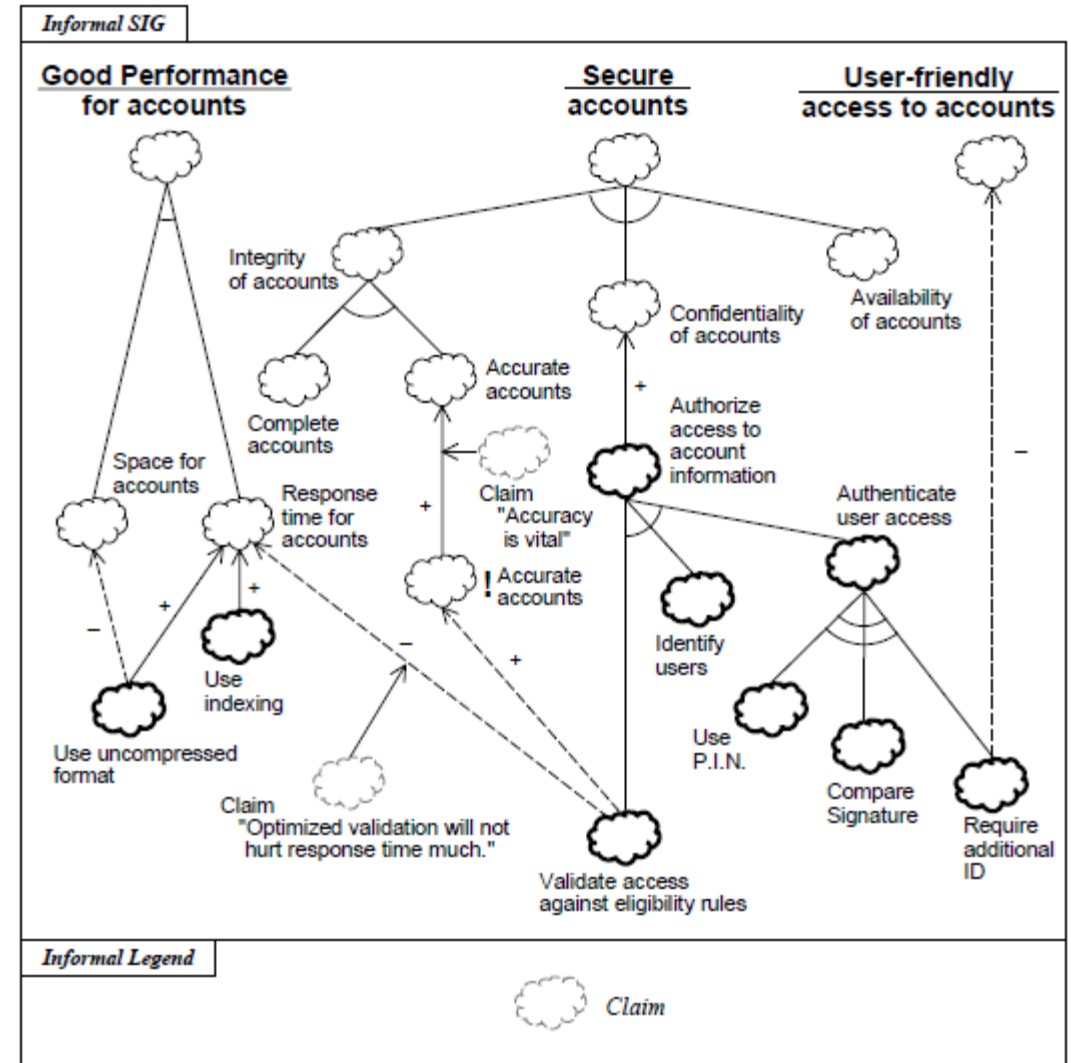 Informal SIG
Good Performance
for accounts
Secure
accounts
User-friendly
access to accounts
Integrity
of accounts
Confidentiality
of accounts
Availability
of accounts
Complete
accounts
Accurate
accounts
+
Authorize
access to
account
information
Space for
accounts
Response
time for
accounts
Claim
"Accuracy
is vital"
+
Authenticate
user access
–
! Accurate
accounts
+
+
–
–
+
Identify
users
Use
indexing
Use uncompressed
format
Use
P.I.N.
Compare
Signature
Require
additional
ID
Claim
"Optimized validation will not
hurt response time much."
Validate access
against eligibility rules
Informal Legend
Claim